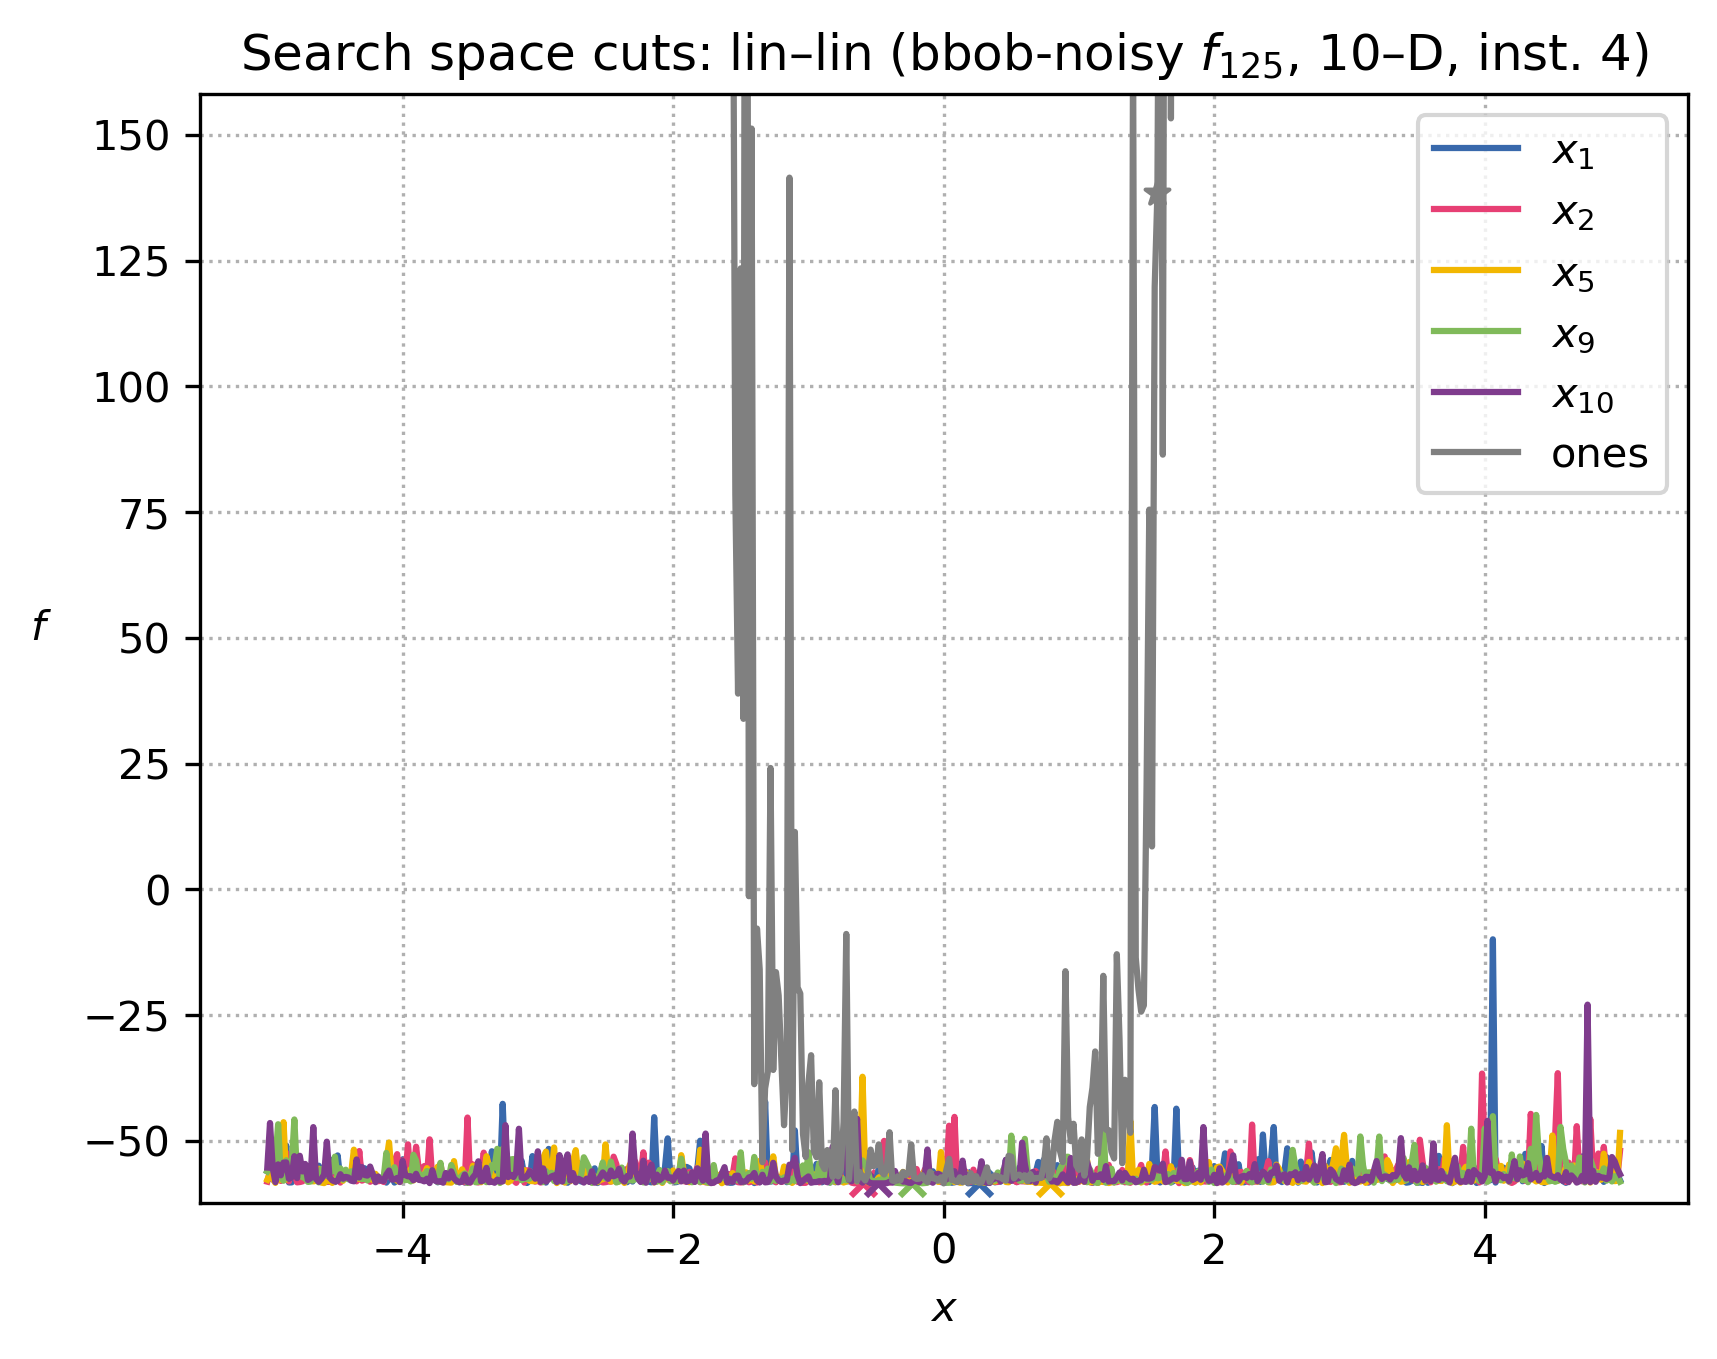 Search space cuts: lin–lin (bbob-noisy f₁₂₅, 10–D, inst. 4)
150
125
100
75
50
25
0
−25
−50
f
x₁
x₂
x₅
x₉
x₁₀
ones
−4 −2 0 2 4
x